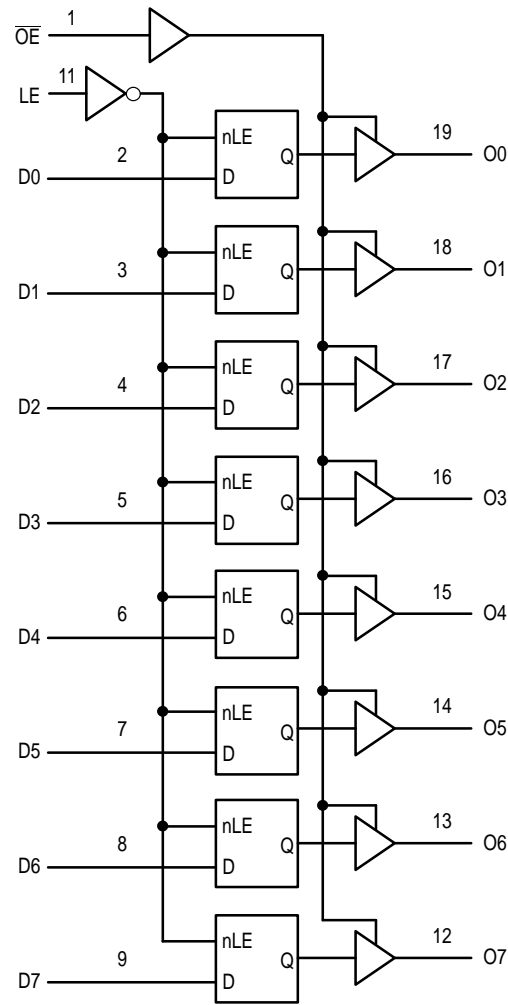 O̅E̅ 1
LE 11
D0 2 nLE D Q 19 O0
D1 3 nLE D Q 18 O1
D2 4 nLE D Q 17 O2
D3 5 nLE D Q 16 O3
D4 6 nLE D Q 15 O4
D5 7 nLE D Q 14 O5
D6 8 nLE D Q 13 O6
D7 9 nLE D Q 12 O7